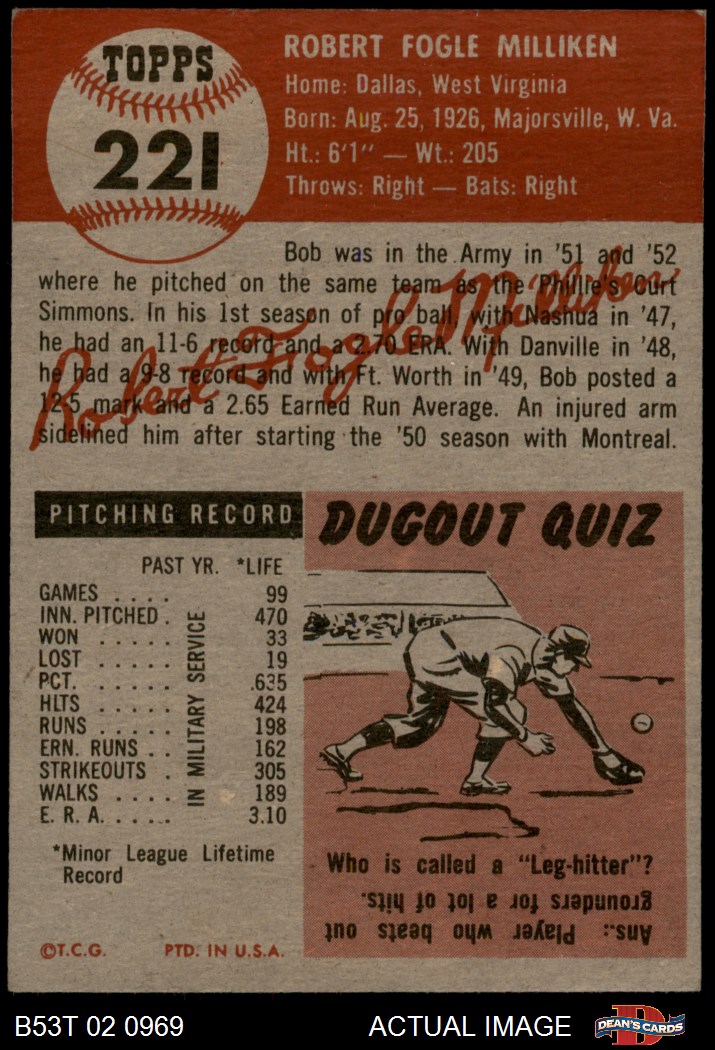 TOPPS
221
ROBERT FOGLE MILLIKEN
Home: Dallas, West Virginia
Born: Aug. 25, 1926, Majorsville, W. Va.
Ht.: 6'1" — Wt.: 205
Throws: Right — Bats: Right
Bob was in the Army in '51 and '52
where he pitched on the same team as the Phillie's Curt
Simmons. In his 1st season of pro ball, with Nashua in '47,
he had an 11-6 record and a 2.70 ERA. With Danville in '48,
he had a 9-8 record and with Ft. Worth in '49, Bob posted a
12-5 mark and a 2.65 Earned Run Average. An injured arm
sidelined him after starting the '50 season with Montreal.
Robert Fogle Milliken
PITCHING RECORD
PAST YR. *LIFE
GAMES .... 99
INN. PITCHED . 470
WON ..... 33
LOST ..... 19
PCT. ..... .635
HITS ..... 424
RUNS ..... 198
ERN. RUNS .. 162
STRIKEOUTS . 305
WALKS .... 189
E. R. A. .... 3.10
IN MILITARY SERVICE
*Minor League Lifetime
Record
©T.C.G. PTD. IN U.S.A.
DUGOUT QUIZ
Who is called a "Leg-hitter"?
Ans.: Player who beats out
grounders for a lot of hits.
B53T 02 0969
ACTUAL IMAGE
D
DEAN'S CARDS